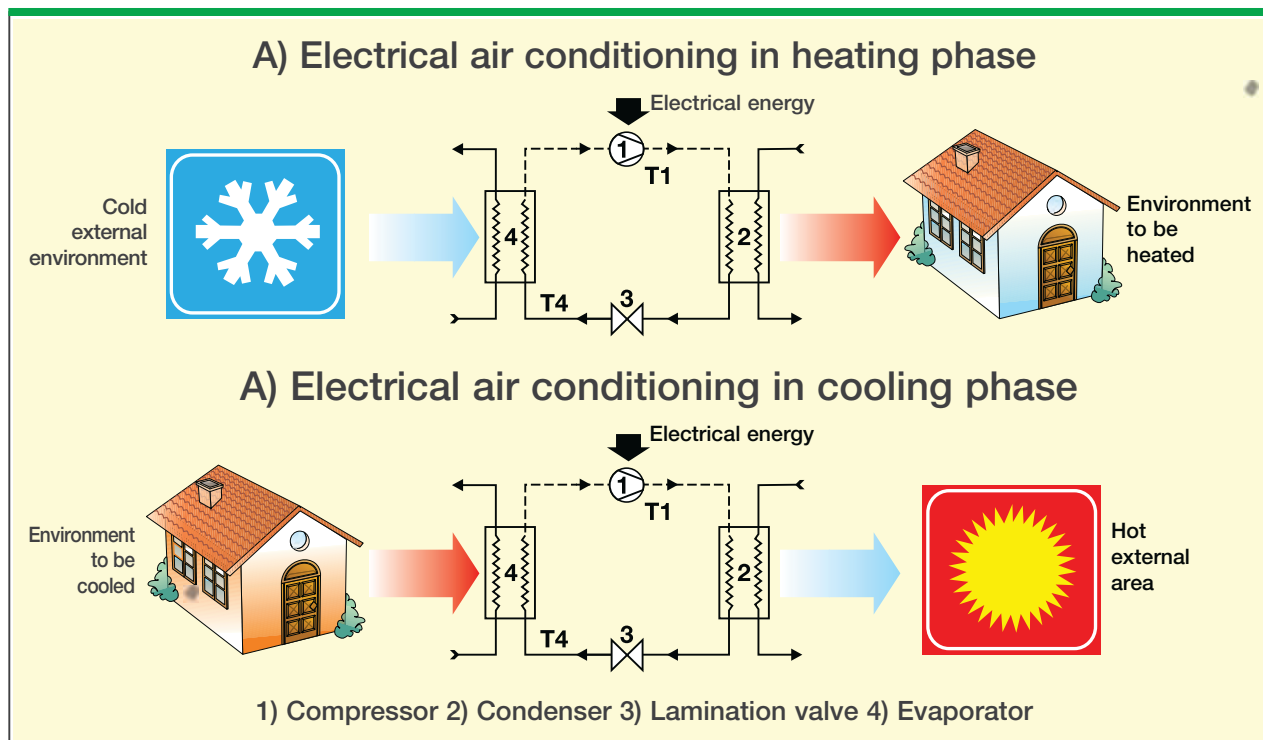 A) Electrical air conditioning in heating phase
Electrical energy
1
T1
Cold
external
environment
4
2
Environment
to be
heated
T4
3
A) Electrical air conditioning in cooling phase
Electrical energy
1
T1
Environment
to be
cooled
4
2
Hot
external
area
T4
3
1) Compressor 2) Condenser 3) Lamination valve 4) Evaporator